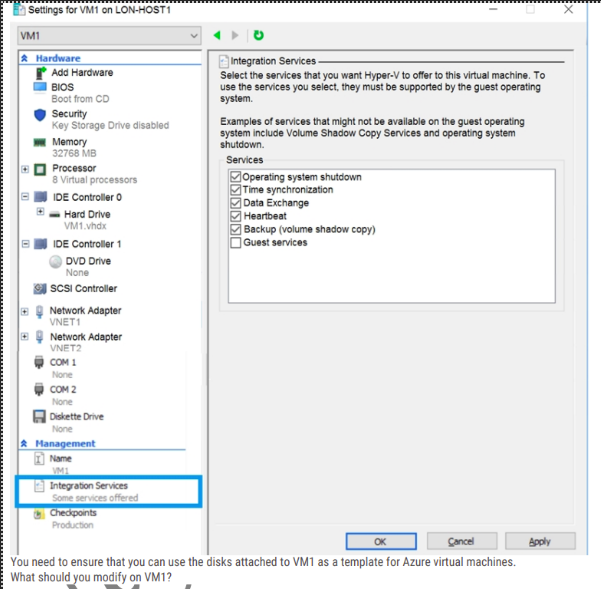 Settings for VM1 on LON-HOST1
VM1
Hardware
Add Hardware
BIOS
Boot from CD
Security
Key Storage Drive disabled
Memory
32768 MB
Processor
8 Virtual processors
IDE Controller 0
Hard Drive
VM1.vhdx
IDE Controller 1
DVD Drive
None
SCSI Controller
Network Adapter
VNET1
Network Adapter
VNET2
COM 1
None
COM 2
None
Diskette Drive
None
Management
Name
VM1
Integration Services
Some services offered
Checkpoints
Production
Integration Services
Select the services that you want Hyper-V to offer to this virtual machine. To
use the services you select, they must be supported by the guest operating
system.
Examples of services that might not be available on the guest operating
system include Volume Shadow Copy Services and operating system
shutdown.
Services
Operating system shutdown
Time synchronization
Data Exchange
Heartbeat
Backup (volume shadow copy)
Guest services
OK
Cancel
Apply
You need to ensure that you can use the disks attached to VM1 as a template for Azure virtual machines.
What should you modify on VM1?